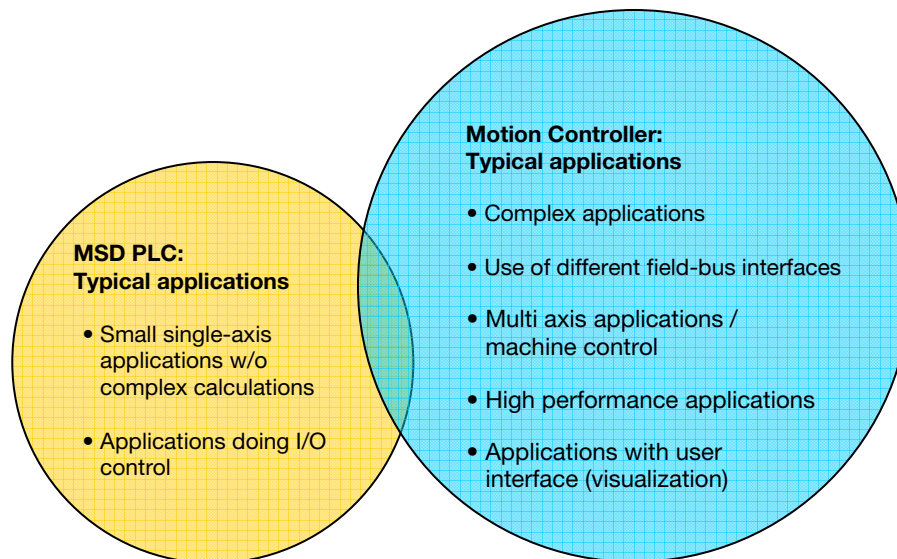 MSD PLC:
Typical applications
• Small single-axis
applications w/o
complex calculations
• Applications doing I/O
control
Motion Controller:
Typical applications
• Complex applications
• Use of different field-bus interfaces
• Multi axis applications /
machine control
• High performance applications
• Applications with user
interface (visualization)